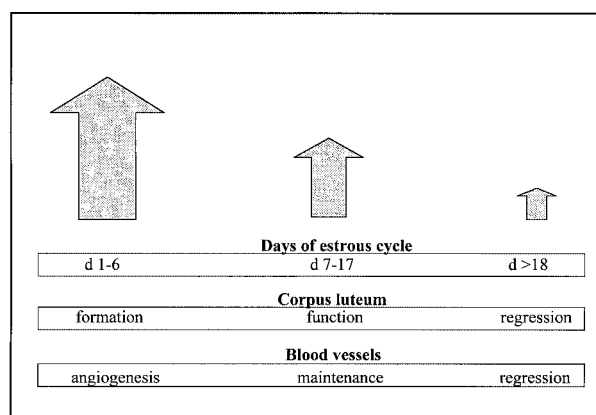 Days of estrous cycle
d 1-6 d 7-17 d >18
Corpus luteum
formation function regression
Blood vessels
angiogenesis maintenance regression